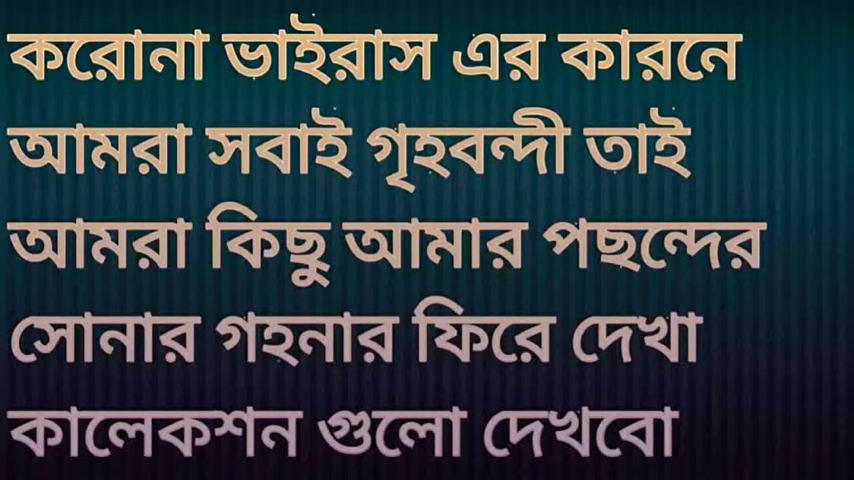 করোনা ভাইরাস এর কারনে
আমরা সবাই গৃহবন্দী তাই
আমরা কিছু আমার পছন্দের
সোনার গহনার ফিরে দেখা
কালেকশন গুলো দেখবো